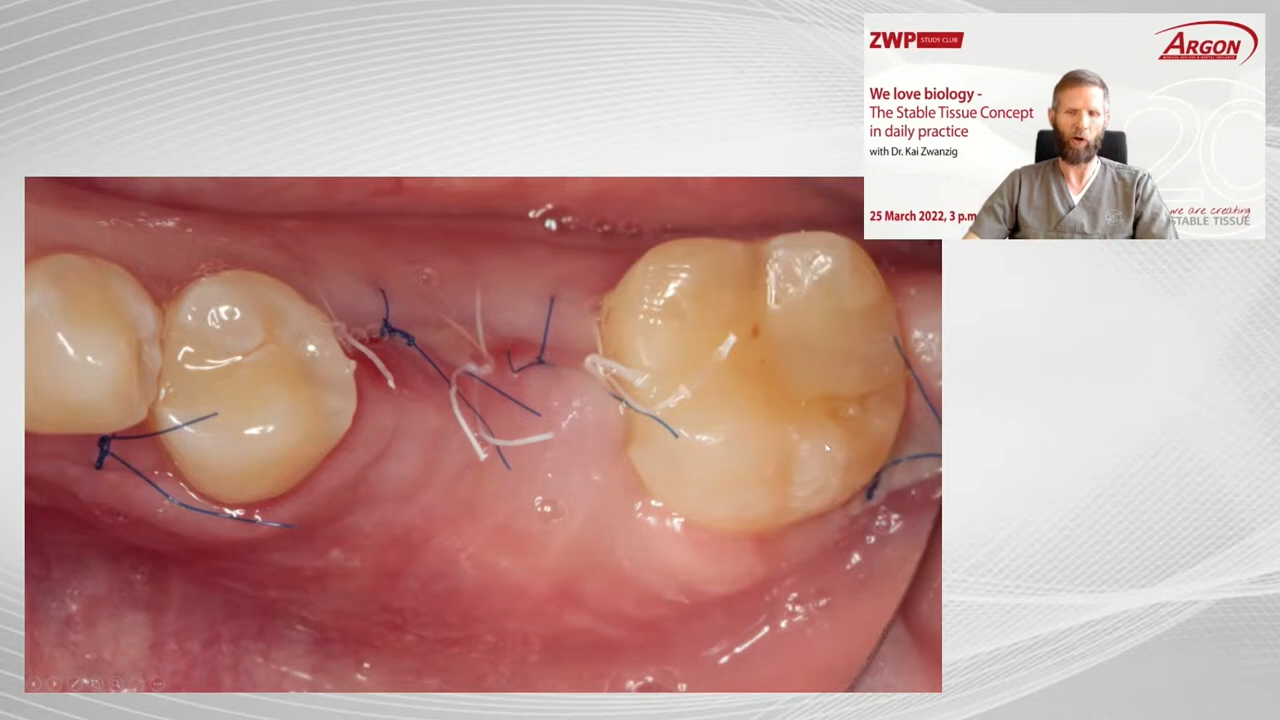 ZWP STUDY CLUB
ARGON
We love biology -
The Stable Tissue Concept
in daily practice
with Dr. Kai Zwanzig
25 March 2022, 3 p.m
20
we are creating
STABLE TISSUE